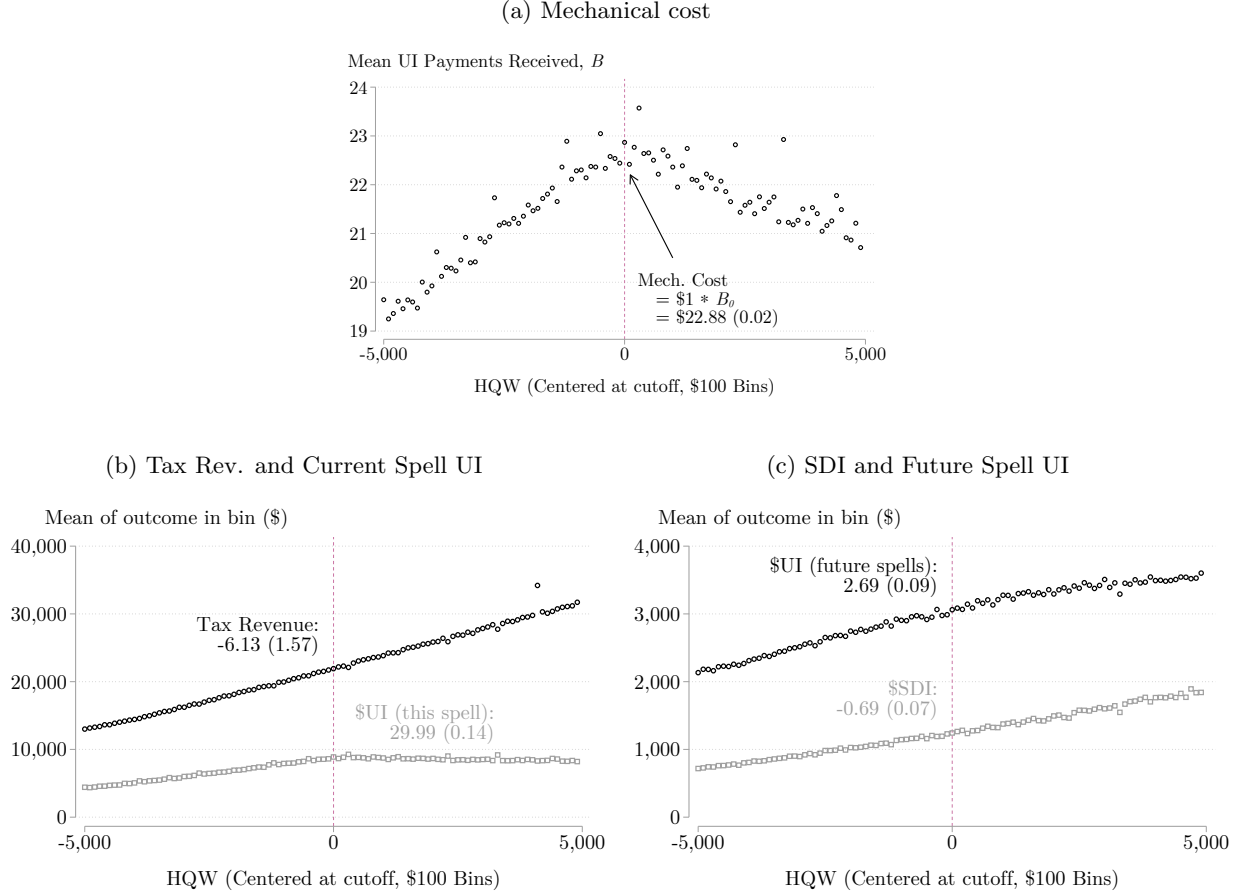 (a) Mechanical cost
Mean UI Payments Received, B
24
23
22
21
20
19
Mech. Cost
= $1 * B₀
= $22.88 (0.02)
-5,000
0
5,000
HQW (Centered at cutoff, $100 Bins)
(b) Tax Rev. and Current Spell UI
Mean of outcome in bin ($)
40,000
30,000
20,000
10,000
0
Tax Revenue:
-6.13 (1.57)
$UI (this spell):
29.99 (0.14)
-5,000
0
5,000
HQW (Centered at cutoff, $100 Bins)
(c) SDI and Future Spell UI
Mean of outcome in bin ($)
4,000
3,000
2,000
1,000
0
$UI (future spells):
2.69 (0.09)
$SDI:
-0.69 (0.07)
-5,000
0
5,000
HQW (Centered at cutoff, $100 Bins)